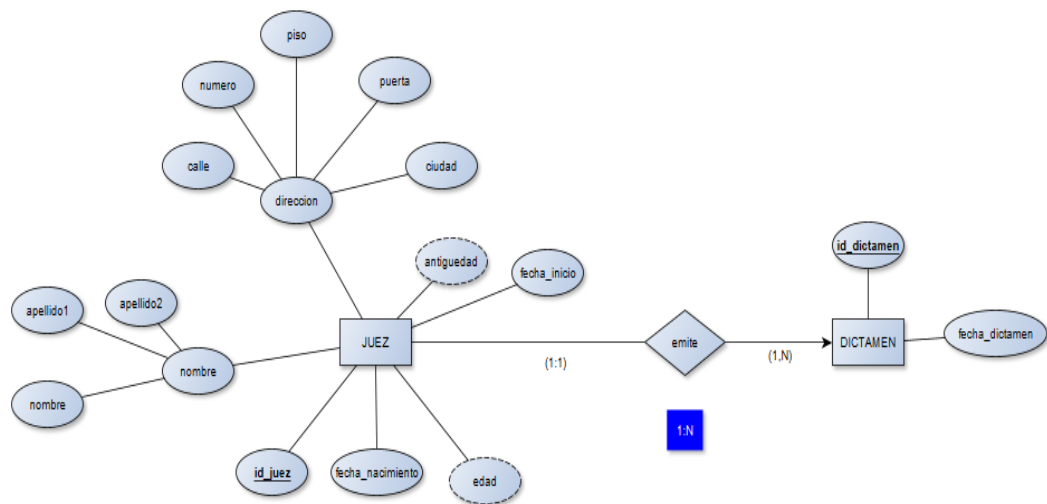 piso
numero
puerta
calle
ciudad
direccion
id_dictamen
antiguedad
fecha_inicio
apellido1
apellido2
JUEZ
emite
DICTAMEN
fecha_dictamen
(1:1)
(1,N)
nombre
nombre
1:N
id_juez
fecha_nacimiento
edad